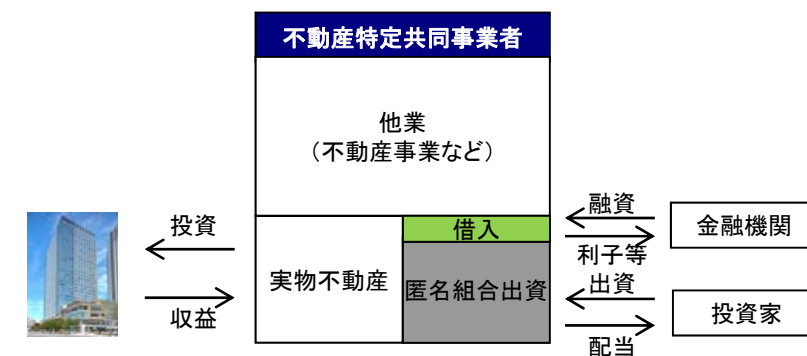 不動産特定共同事業者
他業
（不動産事業など）
投資
収益
実物不動産
借入
匿名組合出資
融資
利子等
出資
配当
金融機関
投資家